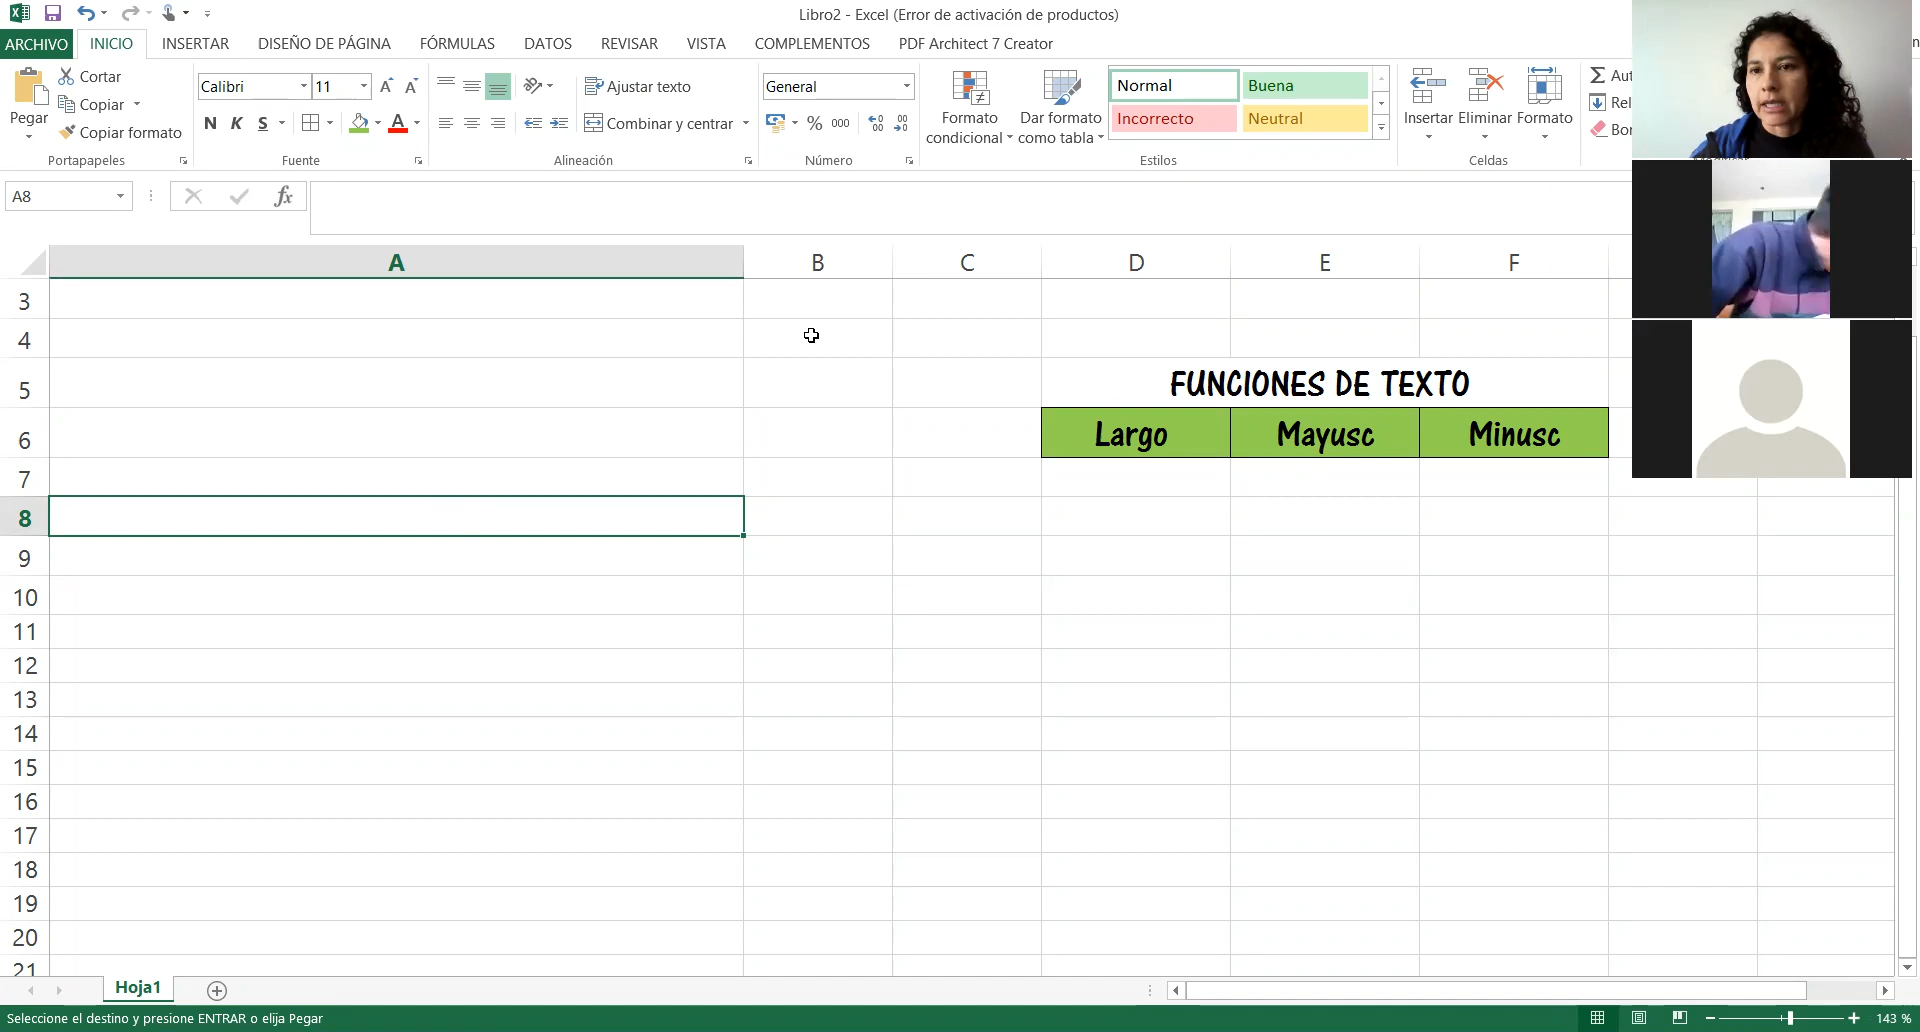 Libro2 - Excel (Error de activación de productos)
ARCHIVO INICIO INSERTAR DISEÑO DE PÁGINA FÓRMULAS DATOS REVISAR VISTA COMPLEMENTOS PDF Architect 7 Creator
Pegar
Cortar
Copiar
Copiar formato
Portapapeles
Calibri 11
N K S A
Fuente
Ajustar texto
Combinar y centrar
Alineación
General
% 000
Número
Formato condicional
Dar formato como tabla
Normal Buena
Incorrecto Neutral
Estilos
Insertar Eliminar Formato
Celdas
Σ Aut
Rel
Bor
A8
fx
A B C D E F
3
4
5 FUNCIONES DE TEXTO
6 Largo Mayusc Minusc
7
8
9
10
11
12
13
14
15
16
17
18
19
20
21
Hoja1
Seleccione el destino y presione ENTRAR o elija Pegar
143 %